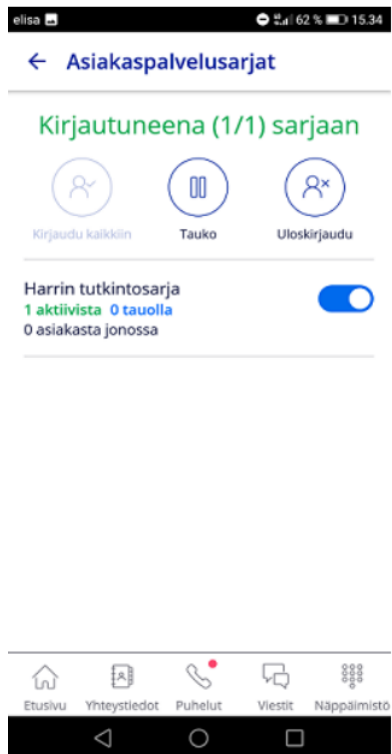 elisa 62 % 15.34
Asiakaspalvelusarjat
Kirjautuneena (1/1) sarjaan
Kirjaudu kaikkiin Tauko Uloskirjaudu
Harrin tutkintosarja
1 aktiivista 0 tauolla
0 asiakasta jonossa
Etusivu Yhteystiedot Puhelut Viestit Näppäimistö